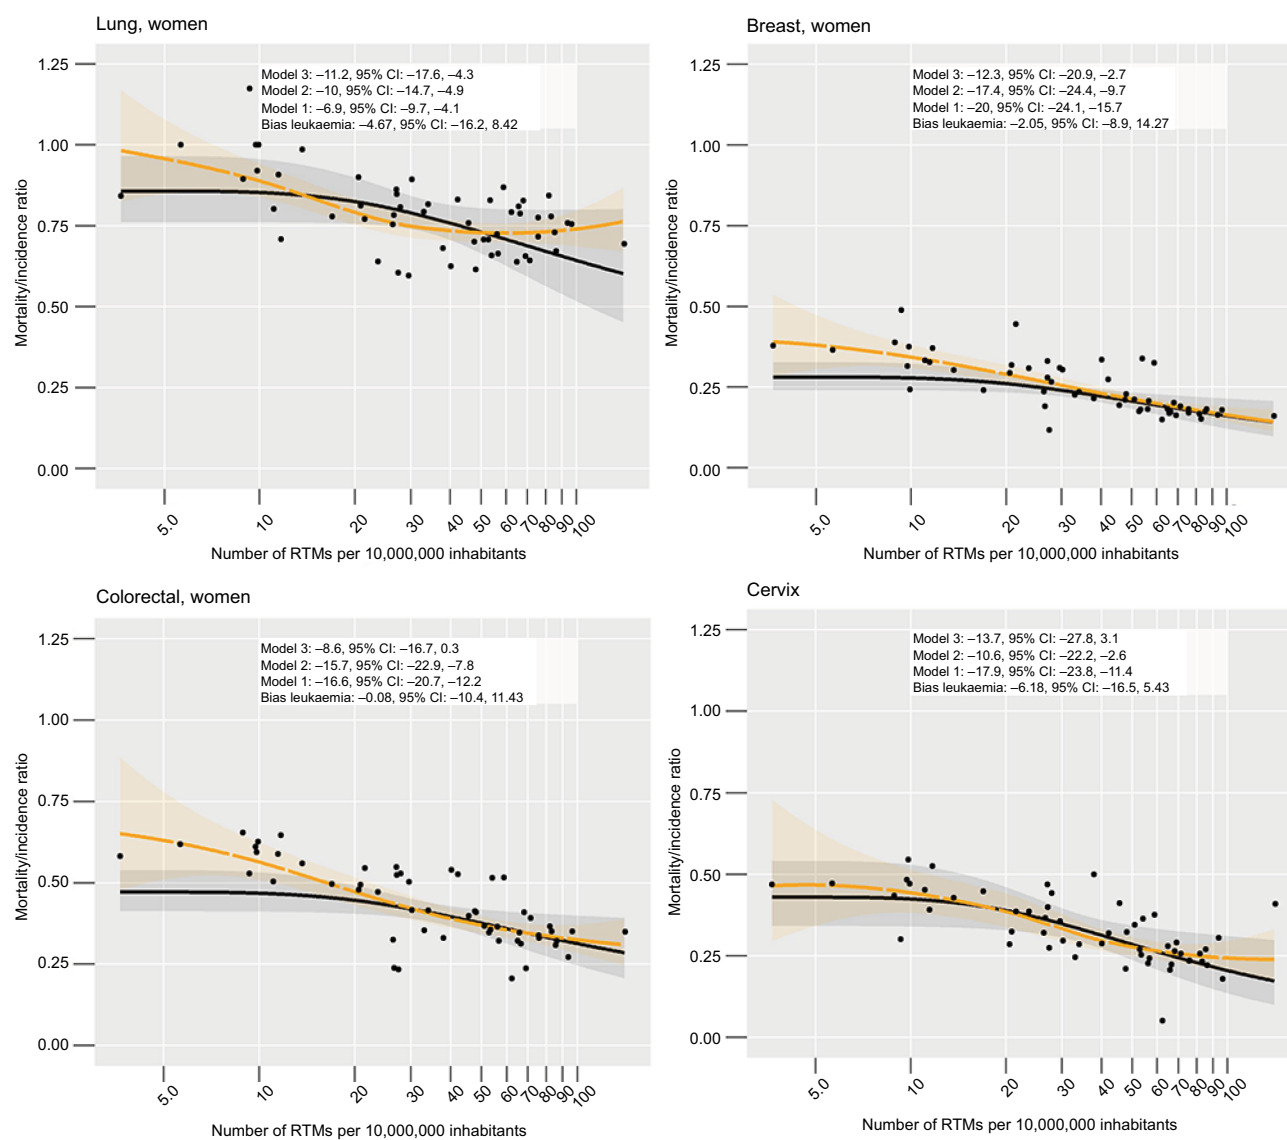 Lung, women
Model 3: –11.2, 95% CI: –17.6, –4.3
Model 2: –10, 95% CI: –14.7, –4.9
Model 1: –6.9, 95% CI: –9.7, –4.1
Bias leukaemia: –4.67, 95% CI: –16.2, 8.42
Mortality/incidence ratio
1.25
1.00
0.75
0.50
0.25
0.00
5.0 10 20 30 40 50 60 70 80 90 100
Number of RTMs per 10,000,000 inhabitants
Breast, women
Model 3: –12.3, 95% CI: –20.9, –2.7
Model 2: –17.4, 95% CI: –24.4, –9.7
Model 1: –20, 95% CI: –24.1, –15.7
Bias leukaemia: –2.05, 95% CI: –8.9, 14.27
Mortality/incidence ratio
1.25
1.00
0.75
0.50
0.25
0.00
5.0 10 20 30 40 50 60 70 80 90 100
Number of RTMs per 10,000,000 inhabitants
Colorectal, women
Model 3: –8.6, 95% CI: –16.7, 0.3
Model 2: –15.7, 95% CI: –22.9, –7.8
Model 1: –16.6, 95% CI: –20.7, –12.2
Bias leukaemia: –0.08, 95% CI: –10.4, 11.43
Mortality/incidence ratio
1.25
1.00
0.75
0.50
0.25
0.00
5.0 10 20 30 40 50 60 70 80 90 100
Number of RTMs per 10,000,000 inhabitants
Cervix
Model 3: –13.7, 95% CI: –27.8, 3.1
Model 2: –10.6, 95% CI: –22.2, –2.6
Model 1: –17.9, 95% CI: –23.8, –11.4
Bias leukaemia: –6.18, 95% CI: –16.5, 5.43
Mortality/incidence ratio
1.25
1.00
0.75
0.50
0.25
0.00
5.0 10 20 30 40 50 60 70 80 90 100
Number of RTMs per 10,000,000 inhabitants